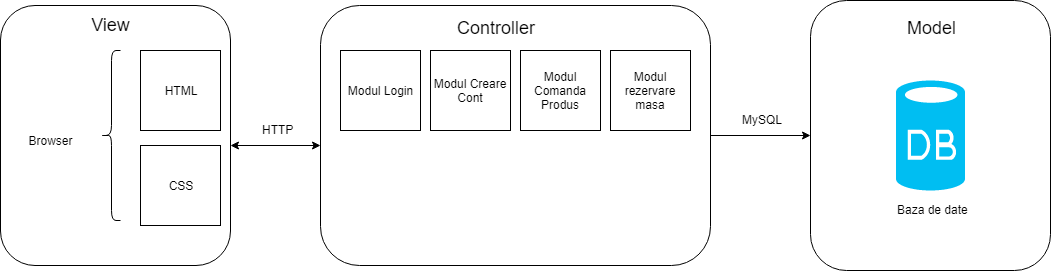 View
Browser
HTML
CSS
HTTP
Controller
Modul Login
Modul Creare
Cont
Modul
Comanda
Produs
Modul
rezervare
masa
MySQL
Model
DB
Baza de date